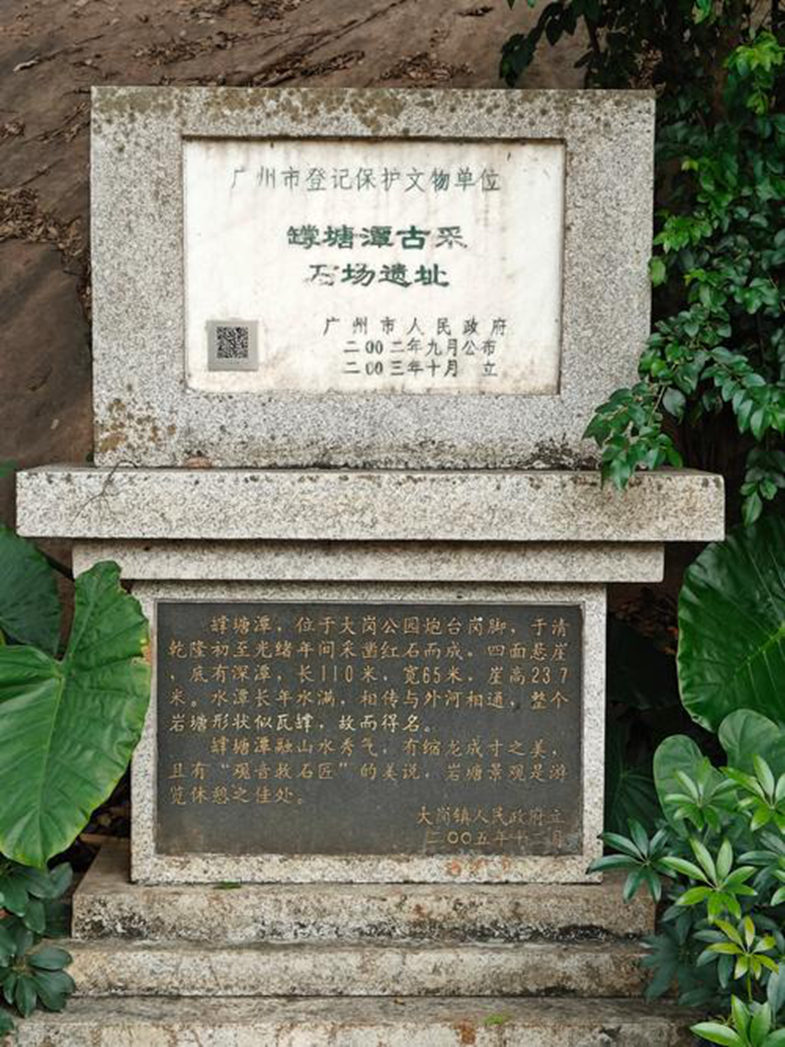 广州市登记保护文物单位
罉塘潭古采
石场遗址
广州市人民政府
二00二年九月公布
二00三年十月 立
罉塘潭，位于大岗公园炮台岗脚，于清
乾隆初至光绪年间采凿红石而成。四面悬崖
，底有深潭，长110米，宽65米，崖高23.7
米。水潭长年水满，相传与外河相通，整个
岩塘形状似瓦罉，故而得名。
罉塘潭融山水秀气，有缩龙成寸之美，
且有“观音救石匠”的美说，岩塘景观是游
览休憩之佳处。
大岗镇人民政府立
二00五年十二月